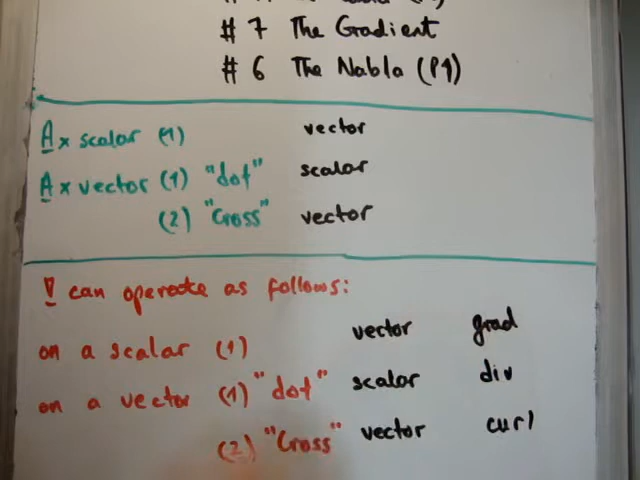 # 7 The Gradient
# 6 The Nabla (P1)
A x scalar (1) vector
A x vector (1) "dot" scalar
(2) "Cross" vector
∇ can operate as follows:
on a scalar (1) vector grad
on a vector (1) "dot" scalar div
(2) "Cross" vector curl